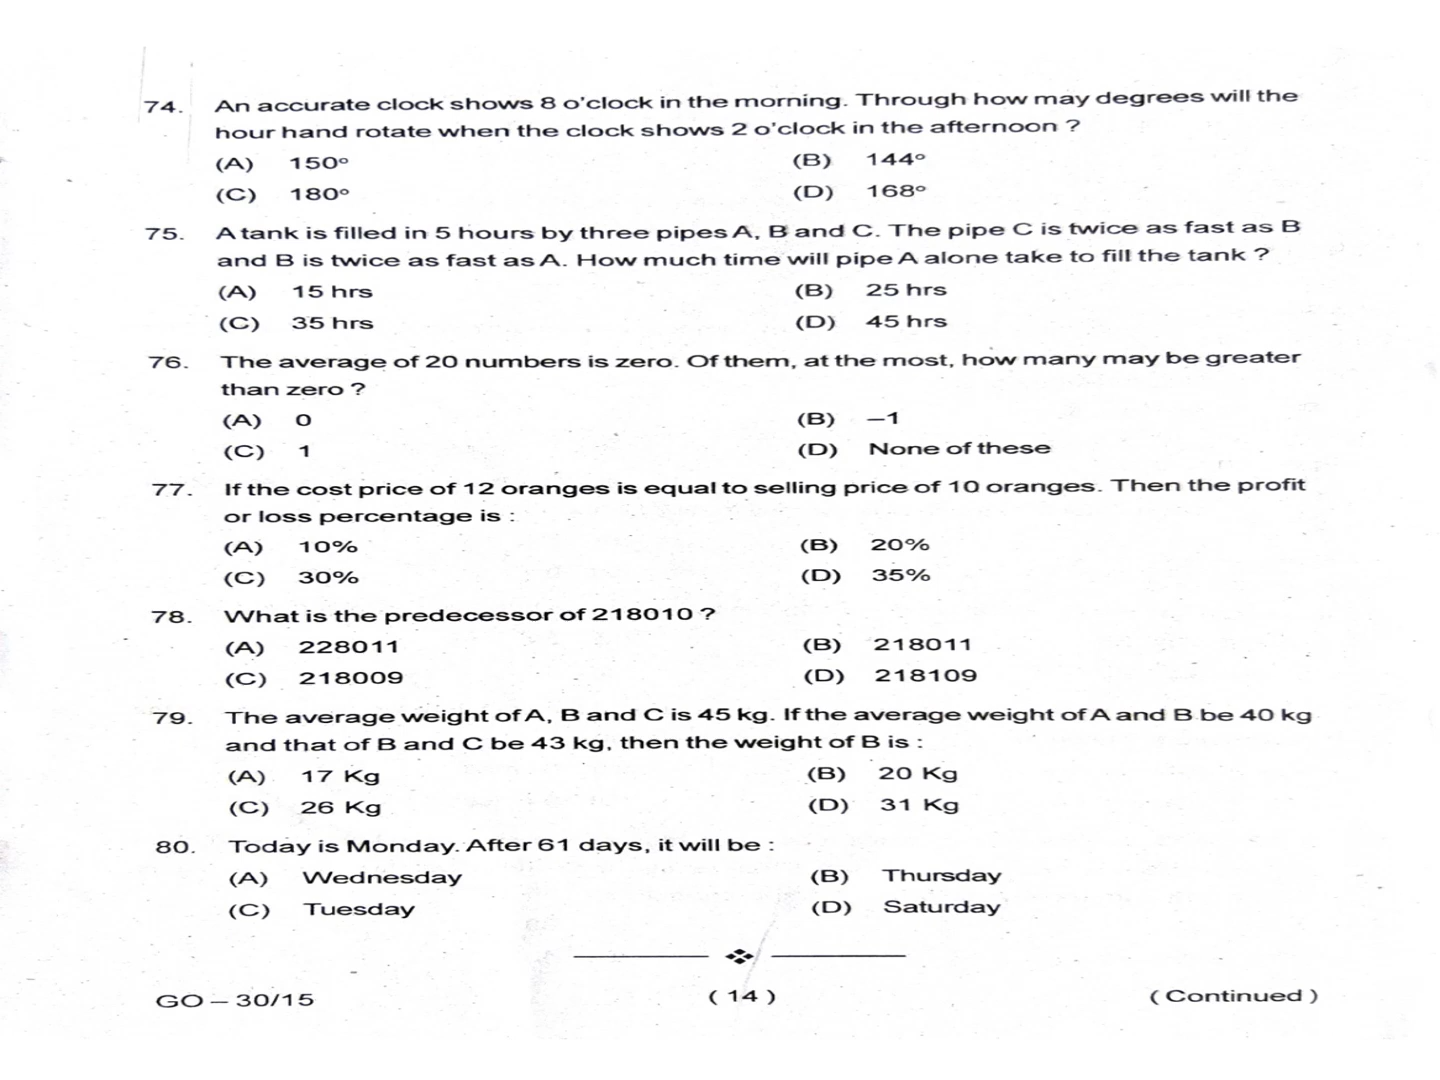 74. An accurate clock shows 8 o'clock in the morning. Through how may degrees will the
hour hand rotate when the clock shows 2 o'clock in the afternoon ?
(A) 150° (B) 144°
(C) 180° (D) 168°
75. A tank is filled in 5 hours by three pipes A, B and C. The pipe C is twice as fast as B
and B is twice as fast as A. How much time will pipe A alone take to fill the tank ?
(A) 15 hrs (B) 25 hrs
(C) 35 hrs (D) 45 hrs
76. The average of 20 numbers is zero. Of them, at the most, how many may be greater
than zero ?
(A) 0 (B) –1
(C) 1 (D) None of these
77. If the cost price of 12 oranges is equal to selling price of 10 oranges. Then the profit
or loss percentage is :
(A) 10% (B) 20%
(C) 30% (D) 35%
78. What is the predecessor of 218010 ?
(A) 228011 (B) 218011
(C) 218009 (D) 218109
79. The average weight of A, B and C is 45 kg. If the average weight of A and B be 40 kg
and that of B and C be 43 kg, then the weight of B is :
(A) 17 Kg (B) 20 Kg
(C) 26 Kg (D) 31 Kg
80. Today is Monday. After 61 days, it will be :
(A) Wednesday (B) Thursday
(C) Tuesday (D) Saturday
GO – 30/15 ( 14 ) ( Continued )